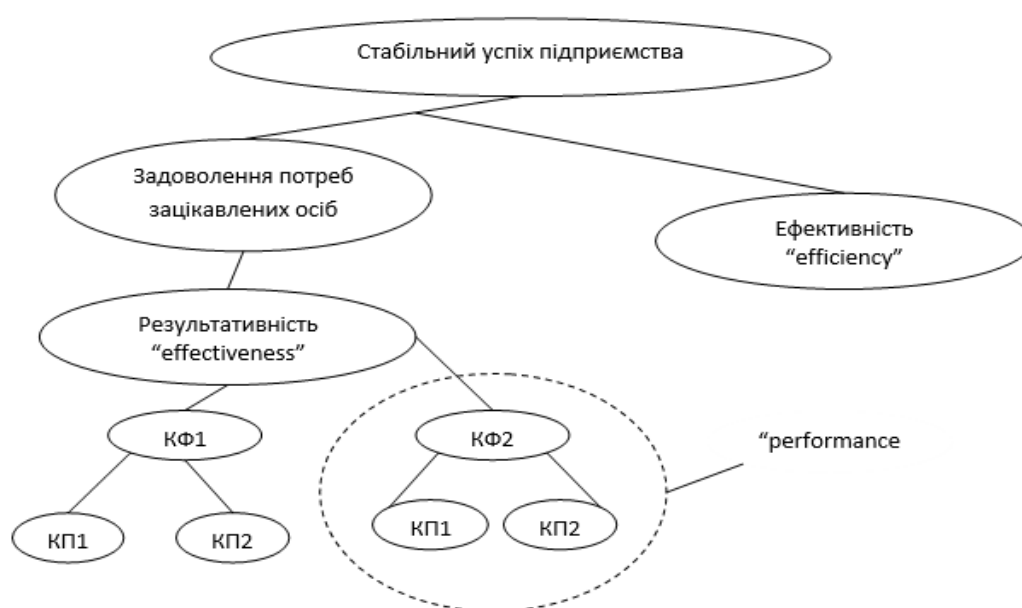 Стабільний успіх підприємства
Задоволення потреб
зацікавлених осіб
Ефективність
“efficiency”
Результативність
“effectiveness”
КФ1
КФ2
“performance
КП1
КП2
КП1
КП2